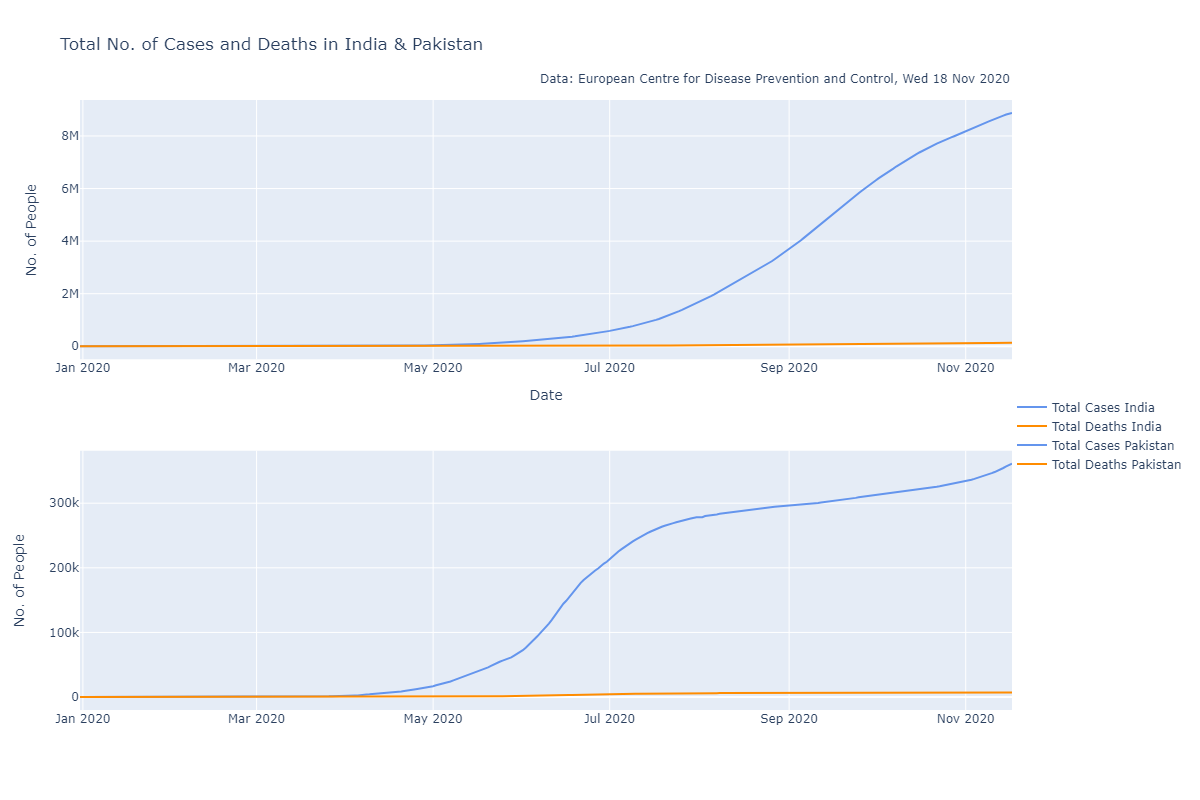 Total No. of Cases and Deaths in India & Pakistan
Data: European Centre for Disease Prevention and Control, Wed 18 Nov 2020
No. of People
8M
6M
4M
2M
0
Jan 2020 Mar 2020 May 2020 Jul 2020 Sep 2020 Nov 2020
Date
Total Cases India
Total Deaths India
Total Cases Pakistan
Total Deaths Pakistan
No. of People
300k
200k
100k
0
Jan 2020 Mar 2020 May 2020 Jul 2020 Sep 2020 Nov 2020